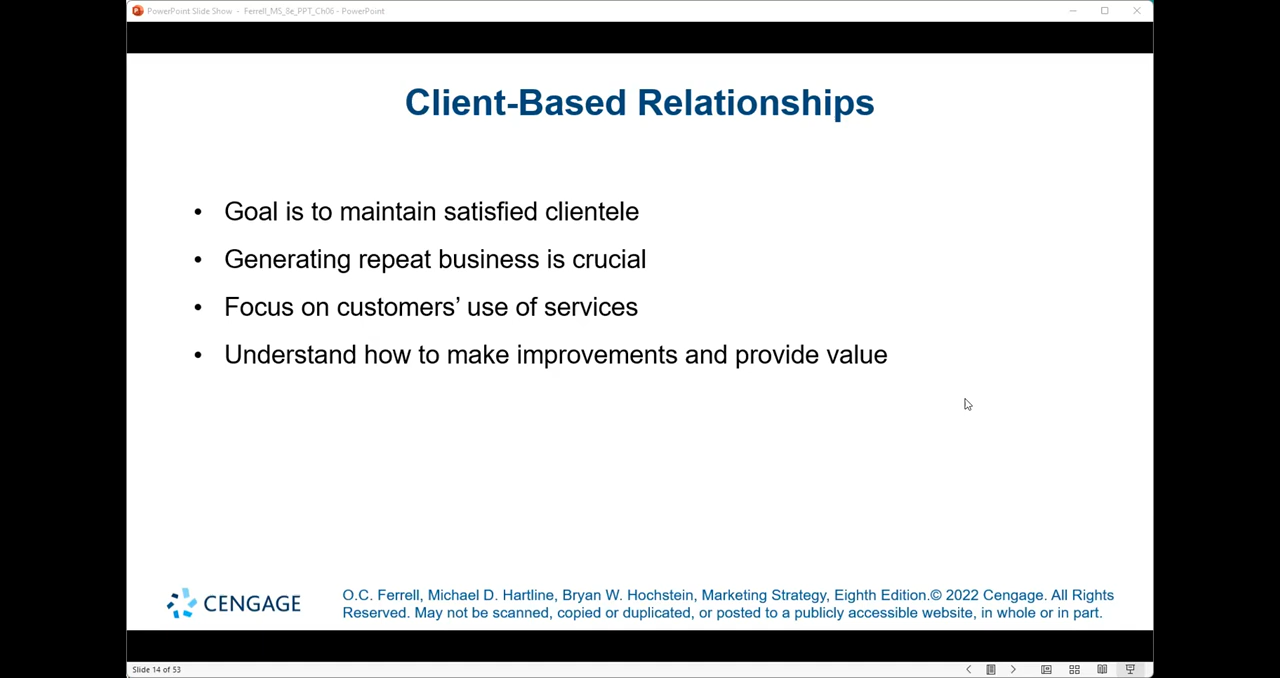 PowerPoint Slide Show - Ferrell_MS_8e_PPT_Ch06 - PowerPoint
Client-Based Relationships
• Goal is to maintain satisfied clientele
• Generating repeat business is crucial
• Focus on customers’ use of services
• Understand how to make improvements and provide value
CENGAGE
O.C. Ferrell, Michael D. Hartline, Bryan W. Hochstein, Marketing Strategy, Eighth Edition.© 2022 Cengage. All Rights
Reserved. May not be scanned, copied or duplicated, or posted to a publicly accessible website, in whole or in part.
Slide 14 of 53